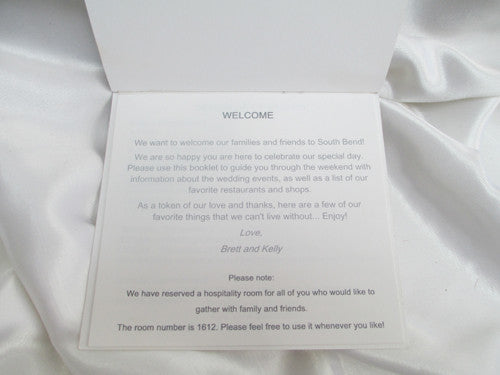 WELCOME
We want to welcome our families and friends to South Bend!
We are so happy you are here to celebrate our special day.
Please use this booklet to guide you through the weekend with
information about the wedding events, as well as a list of our
favorite restaurants and shops.
As a token of our love and thanks, here are a few of our
favorite things that we can't live without... Enjoy!
Love,
Brett and Kelly
Please note:
We have reserved a hospitality room for all of you who would like to
gather with family and friends.
The room number is 1612. Please feel free to use it whenever you like!